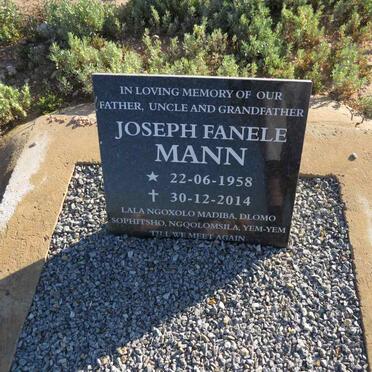 IN LOVING MEMORY OF OUR
FATHER, UNCLE AND GRANDFATHER
JOSEPH FANELE
MANN
★ 22-06-1958
✝ 30-12-2014
LALA NGOXOLO MADIBA, DLOMO
SOPHITSHO, NGQOLOMSILA, YEM-YEM
TILL WE MEET AGAIN